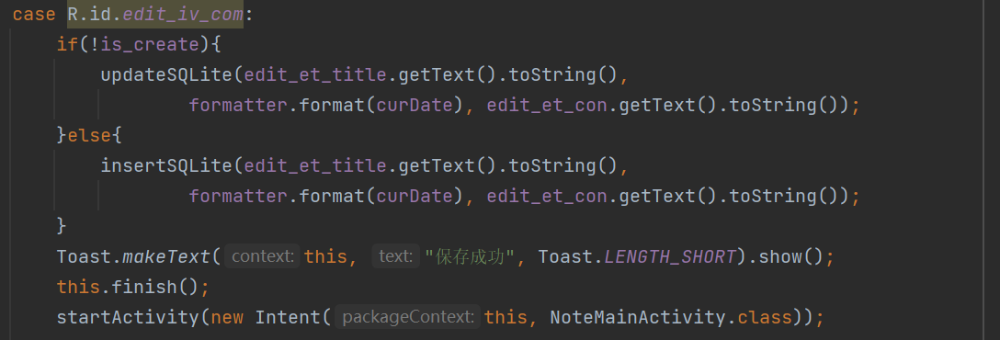 case R.id.edit_iv_com:
if(!is_create){
updateSQLite(edit_et_title.getText().toString(),
formatter.format(curDate), edit_et_con.getText().toString());
}else{
insertSQLite(edit_et_title.getText().toString(),
formatter.format(curDate), edit_et_con.getText().toString());
}
Toast.makeText( context: this, text: "保存成功", Toast.LENGTH_SHORT).show();
this.finish();
startActivity(new Intent( packageContext: this, NoteMainActivity.class));